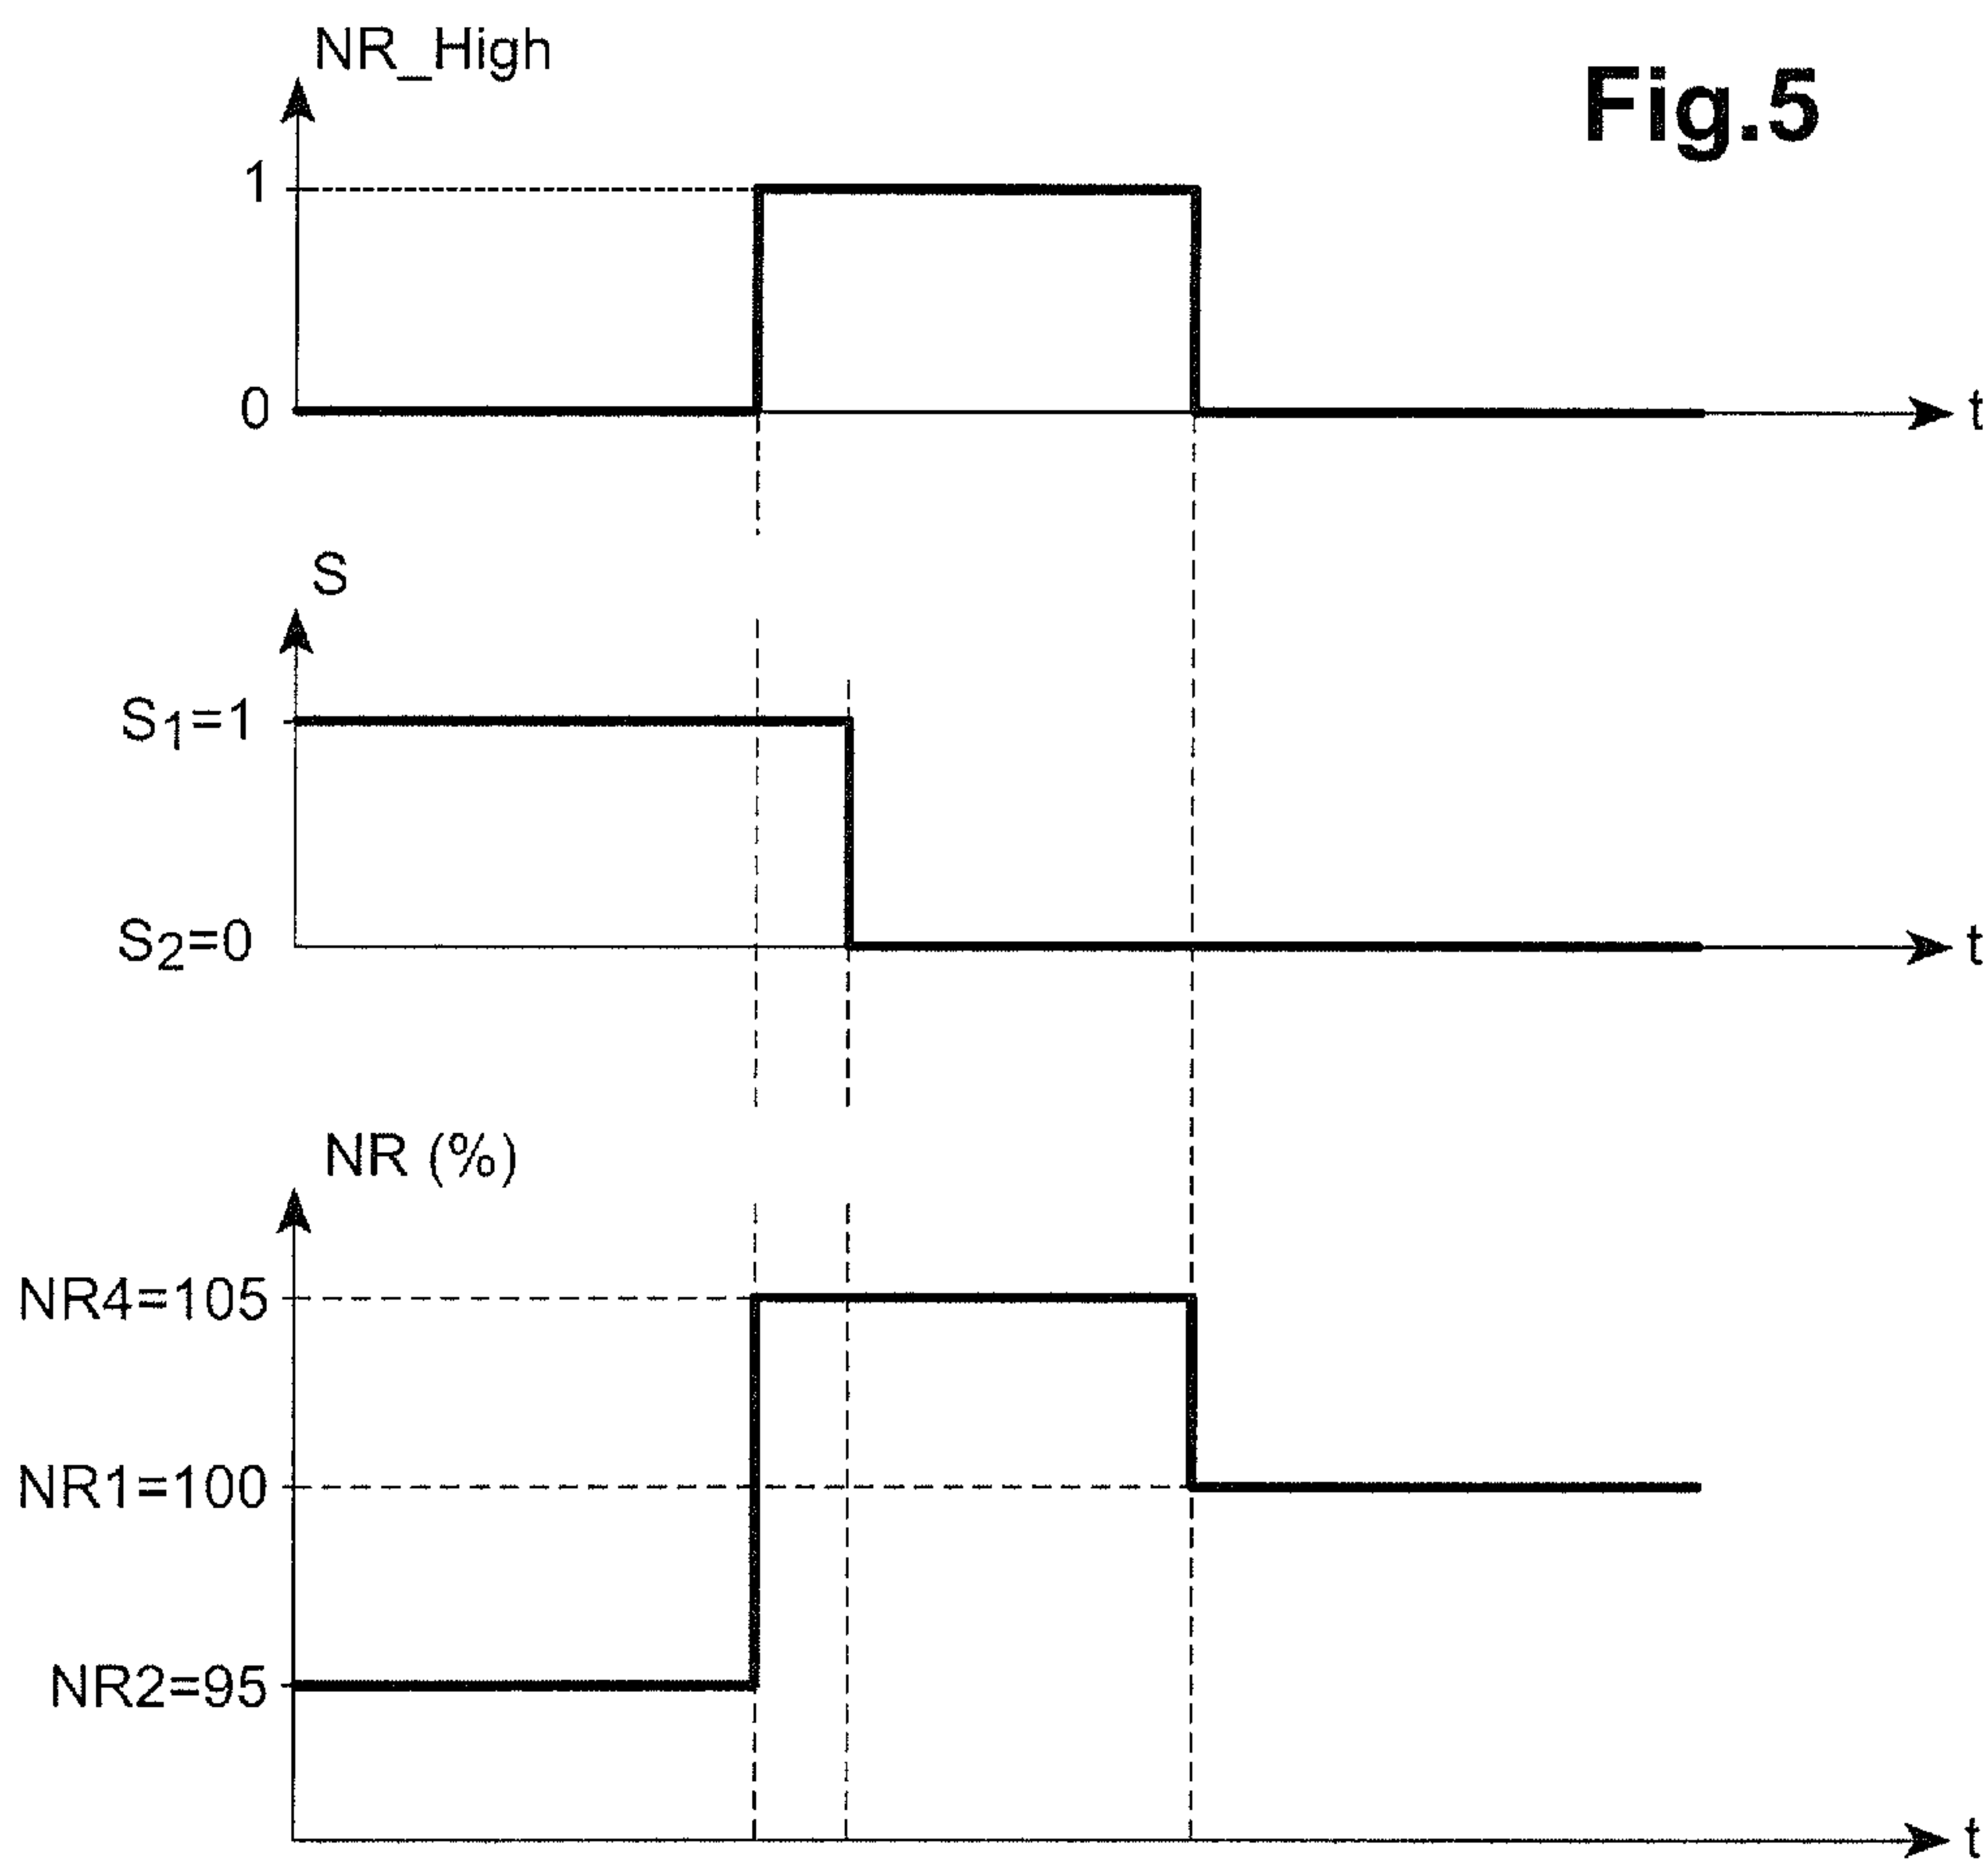 NR_High
Fig.5
1
0
t
S
S1=1
S2=0
t
NR (%)
NR4=105
NR1=100
NR2=95
t